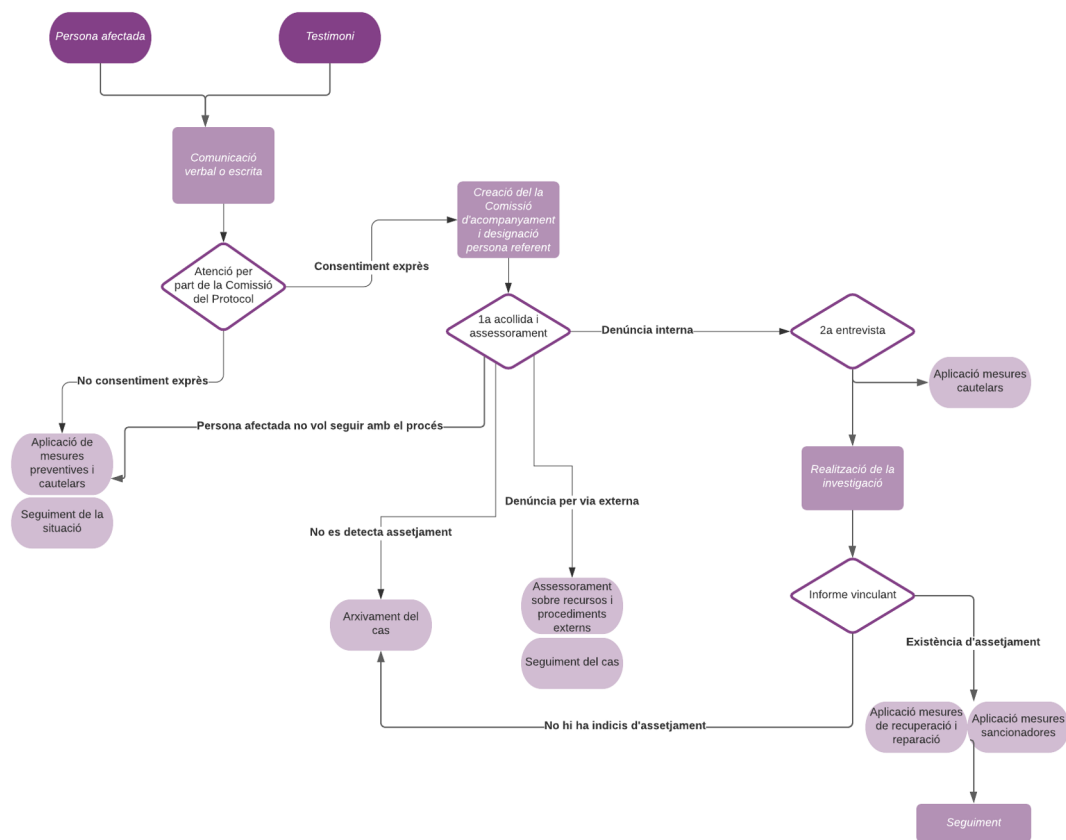 Persona afectada
Testimoni
Comunicació
verbal o escrita
Creació del la
Comissió
d'acompanyament
i designació
persona referent
Atenció per
part de la Comissió
del Protocol
Consentiment exprès
1a acollida i
assessorament
Denúncia interna
2a entrevista
No consentiment exprès
Aplicació mesures
cautelars
Persona afectada no vol seguir amb el procés
Aplicació de
mesures
preventives i
cautelars
Seguiment de la
situació
Realització de la
investigació
Denúncia per via externa
No es detecta assetjament
Arxivament del
cas
Assessorament
sobre recursos i
procediments
externs
Seguiment del cas
Informe vinculant
Existència d'assetjament
No hi ha indicis d'assetjament
Aplicació mesures
de recuperació i
reparació
Aplicació mesures
sancionadores
Seguiment